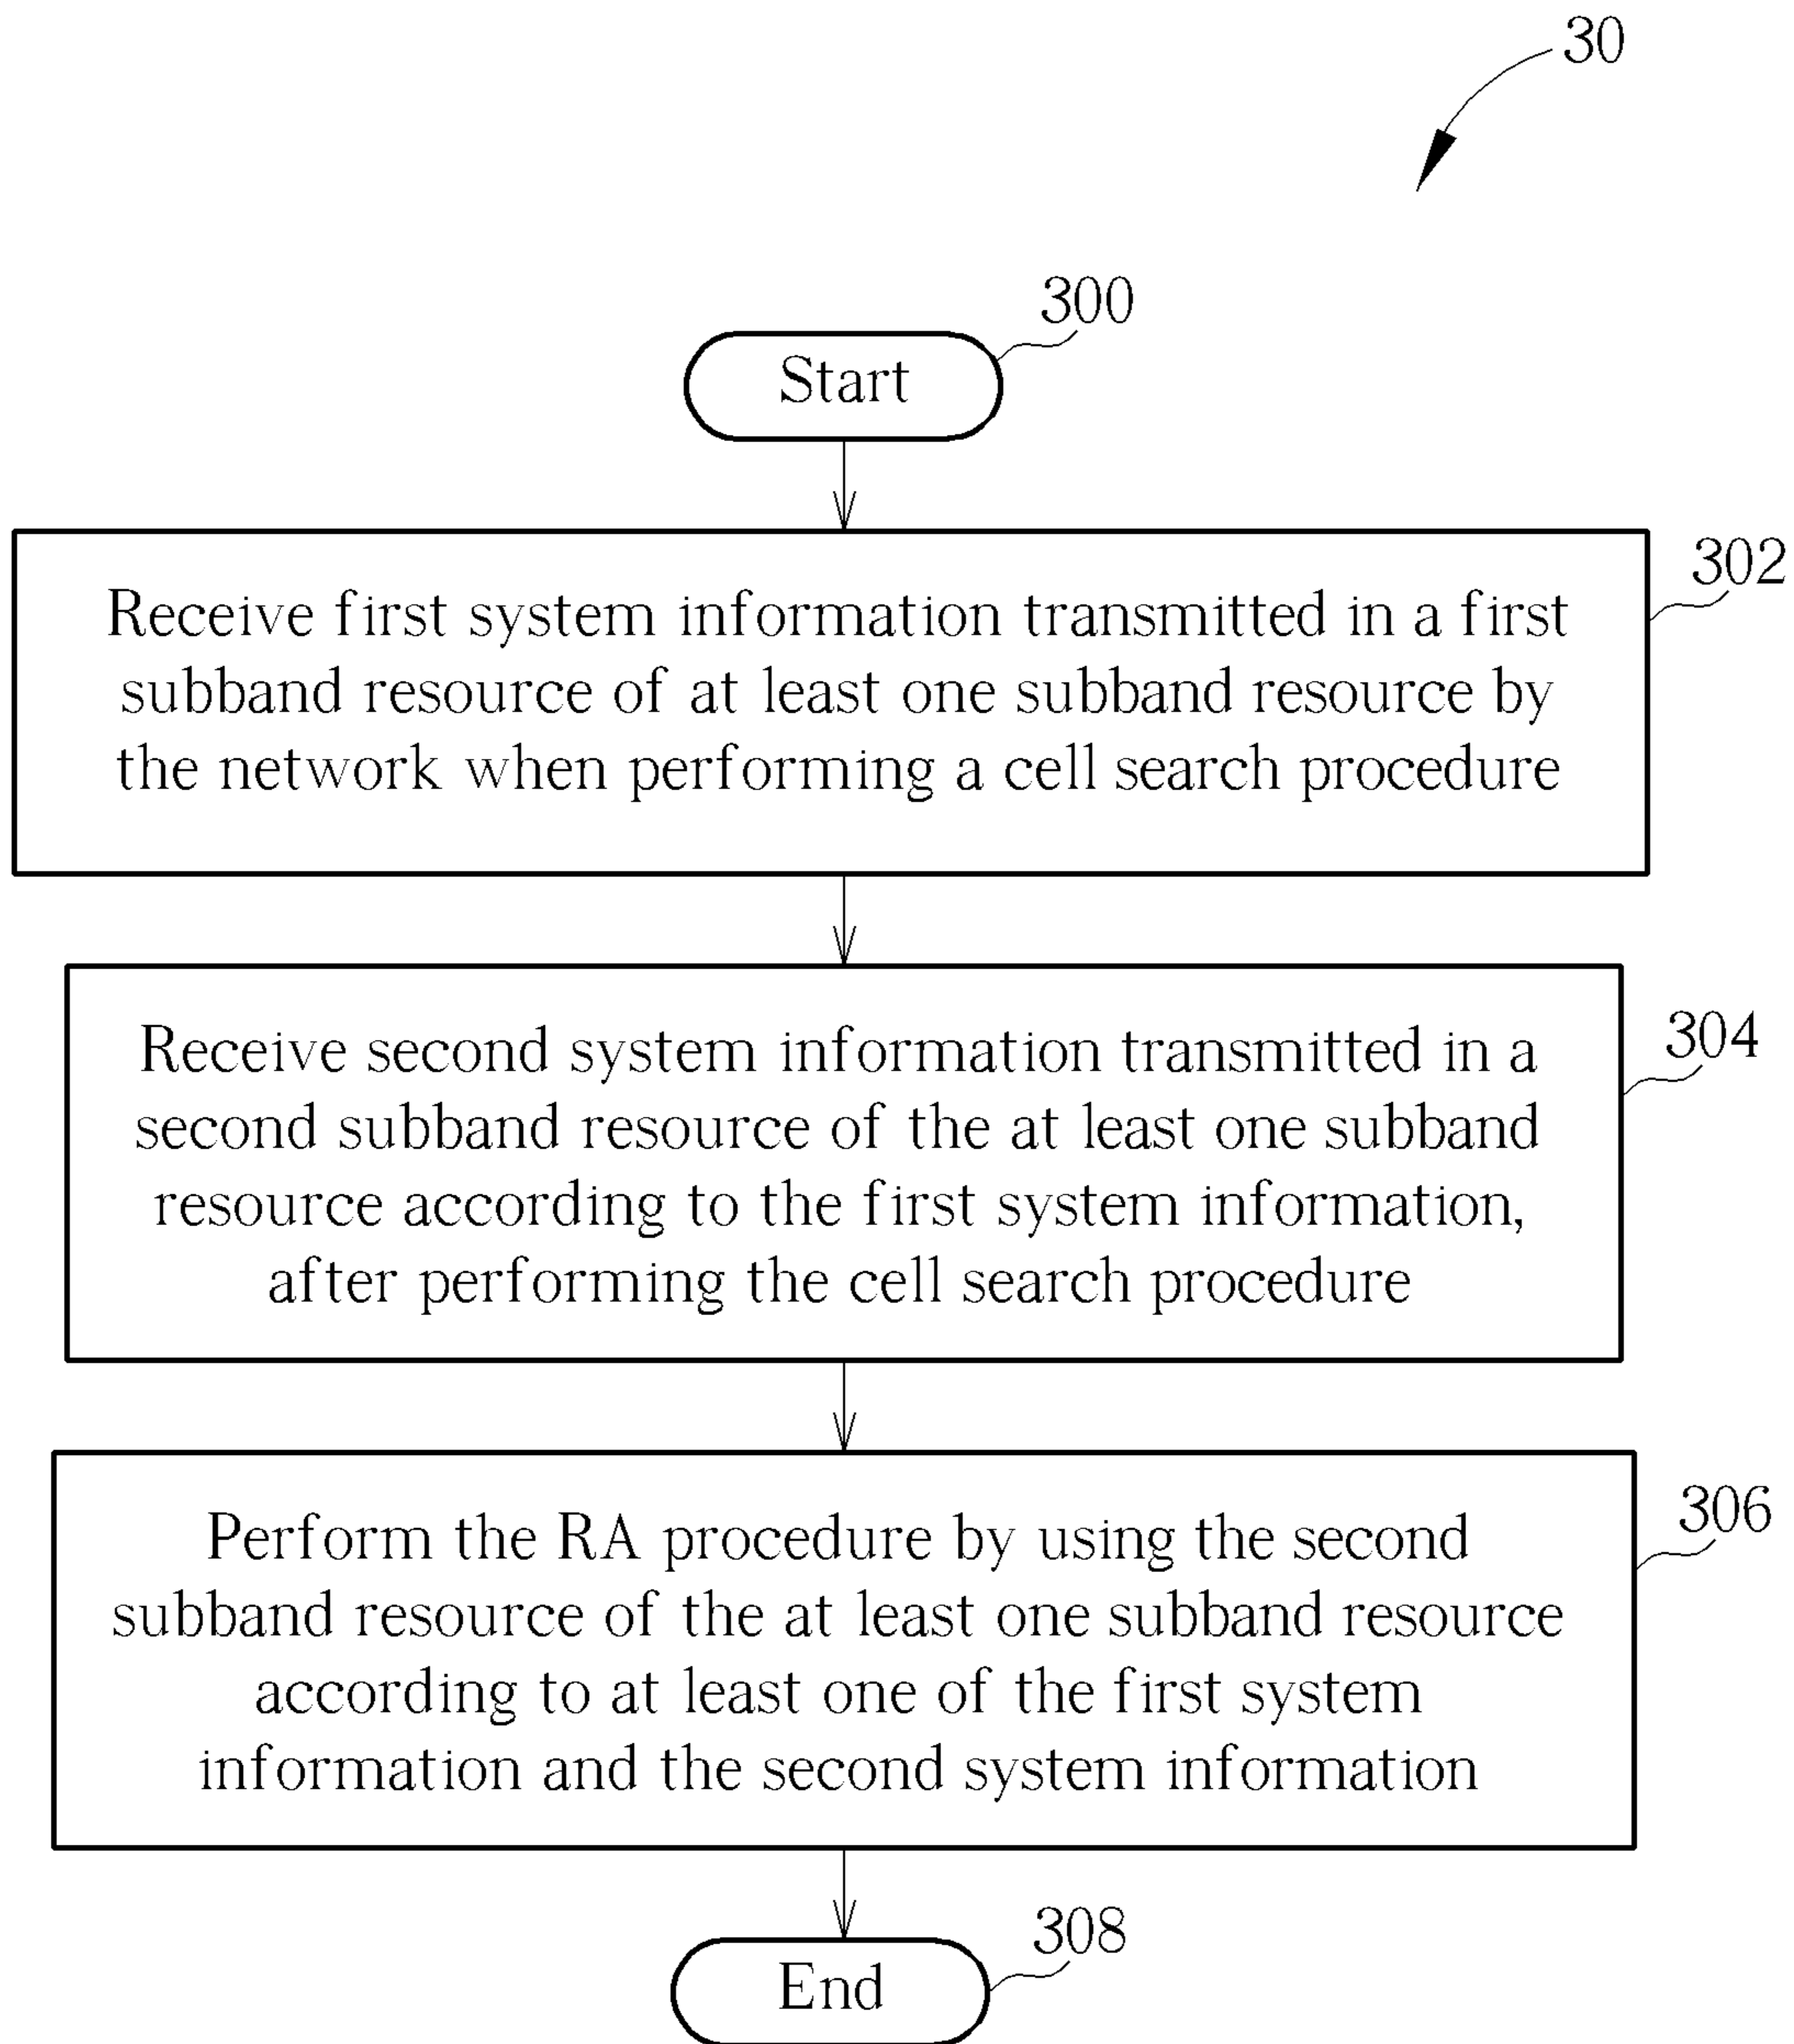 30
300
Start
302
Receive first system information transmitted in a first
subband resource of at least one subband resource by
the network when performing a cell search procedure
304
Receive second system information transmitted in a
second subband resource of the at least one subband
resource according to the first system information,
after performing the cell search procedure
306
Perform the RA procedure by using the second
subband resource of the at least one subband resource
according to at least one of the first system
information and the second system information
308
End